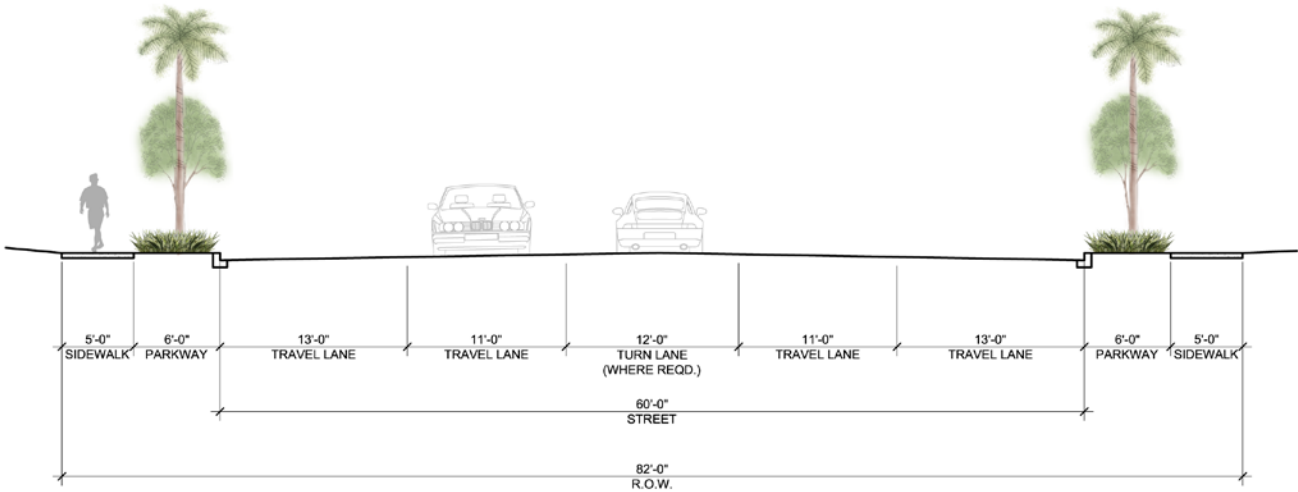 5'-0"
SIDEWALK
6'-0"
PARKWAY
13'-0"
TRAVEL LANE
11'-0"
TRAVEL LANE
12'-0"
TURN LANE
(WHERE REQD.)
11'-0"
TRAVEL LANE
13'-0"
TRAVEL LANE
6'-0"
PARKWAY
5'-0"
SIDEWALK
60'-0"
STREET
82'-0"
R.O.W.